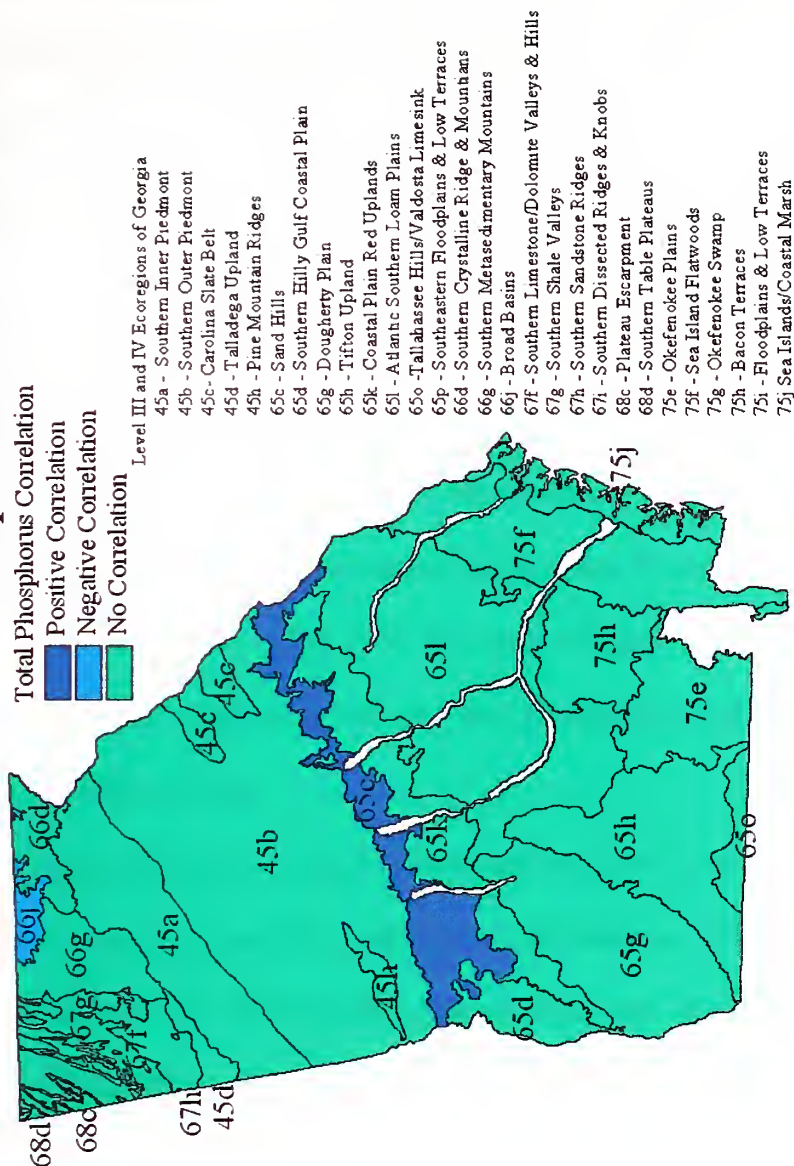 Total Phosphorus Correlation
Positive Correlation
Negative Correlation
No Correlation
Level III and IV Ecoregions of Georgia
45a - Southern Inner Piedmont
45b - Southern Outer Piedmont
45c- Carolina Slate Belt
45d - Talladega Upland
45h - Pine Mountain Ridges
65c - Sand Hills
65d - Southern Hilly Gulf Coastal Plain
65g - Dougherty Plain
65h - Tifton Upland
65k - Coastal Plain Red Uplands
65l - Atlantic Southern Loam Plains
65o -Tallahassee Hills/Valdosta Limesink
65p - Southeastern Floodplains & Low Terraces
66d - Southern Crystalline Ridge & Mountians
66g - Southern Metasedimentary Mountains
66j - Broad Basins
67f - Southern Limestone/Dolomite Valleys & Hills
67g - Southern Shale Valleys
67h - Southern Sandstone Ridges
67i - Southern Dissected Ridges & Knobs
68c - Plateau Escarpment
68d - Southern Table Plateaus
75e - Okefenokee Plains
75f - Sea Island Flatwoods
75g - Okefenokee Swamp
75h - Bacon Terraces
75i - Floodplains & Low Terraces
75j Sea Islands/Coastal Marsh
68d
68c
67g
67f
67h
45d
66g
66j
66d
45a
45b
45c
45c
45h
65c
65k
65d
65g
65h
65o
65l
75f
75h
75e
75j